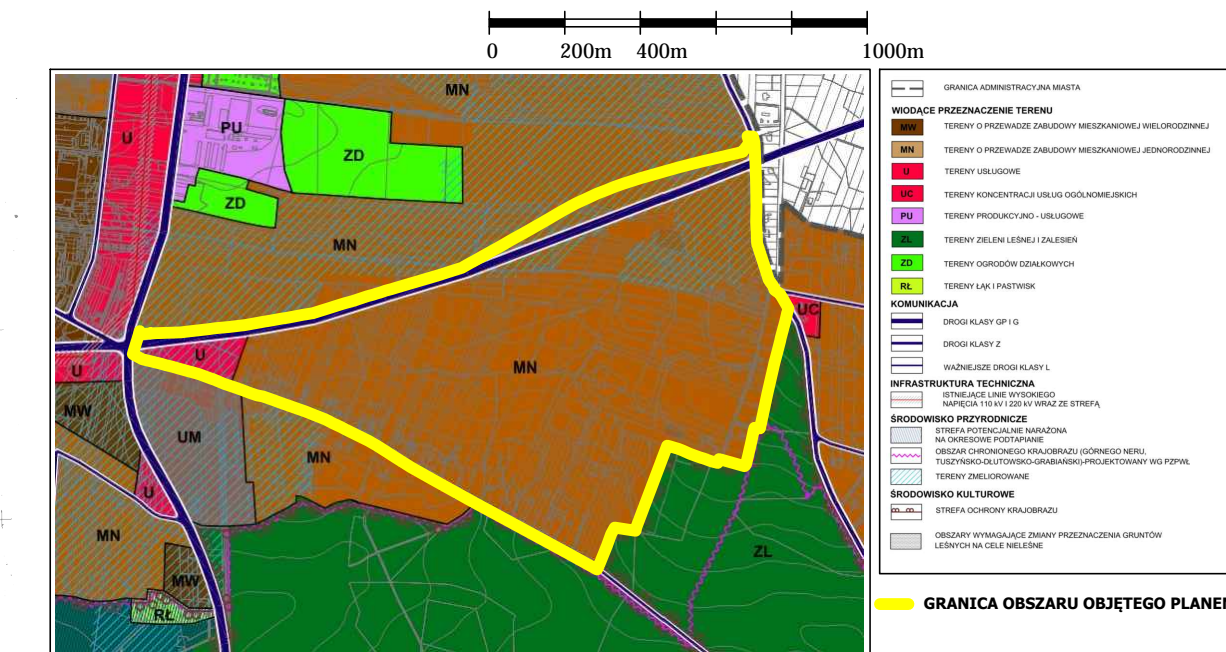 0 200m 400m 1000m
MN
U
PU
ZD
ZD
MN
UC
U
U
MN
MW
UM
MN
U
MN
MW
RŁ
ZL
GRANICA ADMINISTRACYJNA MIASTA
WIODĄCE PRZEZNACZENIE TERENU
MW TERENY O PRZEWADZE ZABUDOWY MIESZKANIOWEJ WIELORODZINNEJ
MN TERENY O PRZEWADZE ZABUDOWY MIESZKANIOWEJ JEDNORODZINNEJ
U TERENY USŁUGOWE
UC TERENY KONCENTRACJI USŁUG OGÓLNOMIEJSKICH
PU TERENY PRODUKCYJNO - USŁUGOWE
ZL TERENY ZIELENI LEŚNEJ I ZALESIEŃ
ZD TERENY OGRODÓW DZIAŁKOWYCH
RŁ TERENY ŁĄK I PASTWISK
KOMUNIKACJA
DROGI KLASY GP I G
DROGI KLASY Z
WAŻNIEJSZE DROGI KLASY L
INFRASTRUKTURA TECHNICZNA
ISTNIEJĄCE LINIE WYSOKIEGO
NAPIĘCIA 110 kV I 220 kV WRAZ ZE STREFĄ
ŚRODOWISKO PRZYRODNICZE
STREFA POTENCJALNIE NARAŻONA
NA OKRESOWE PODTAPIANIE
OBSZAR CHRONIONEGO KRAJOBRAZU (GÓRNEGO NERU,
TUSZYŃSKO-DŁUTOWSKO-GRABIAŃSKI)-PROJEKTOWANY WG PZPWŁ
TERENY ZMELIOROWANE
ŚRODOWISKO KULTUROWE
STREFA OCHRONY KRAJOBRAZU
OBSZARY WYMAGAJĄCE ZMIANY PRZEZNACZENIA GRUNTÓW
LEŚNYCH NA CELE NIELEŚNE
GRANICA OBSZARU OBJĘTEGO PLANEM